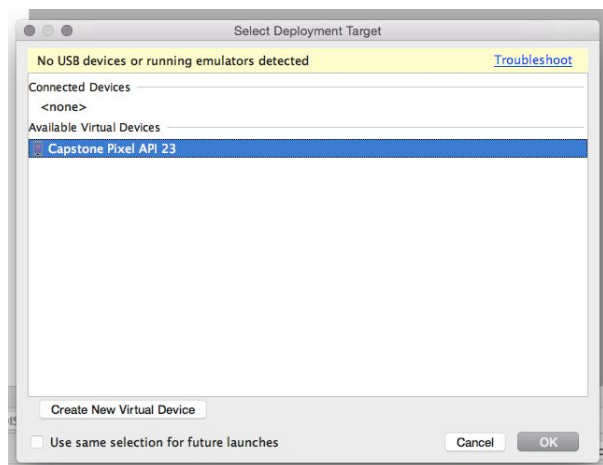 Select Deployment Target
No USB devices or running emulators detected Troubleshoot
Connected Devices
<none>
Available Virtual Devices
Capstone Pixel API 23
Create New Virtual Device
Use same selection for future launches Cancel OK